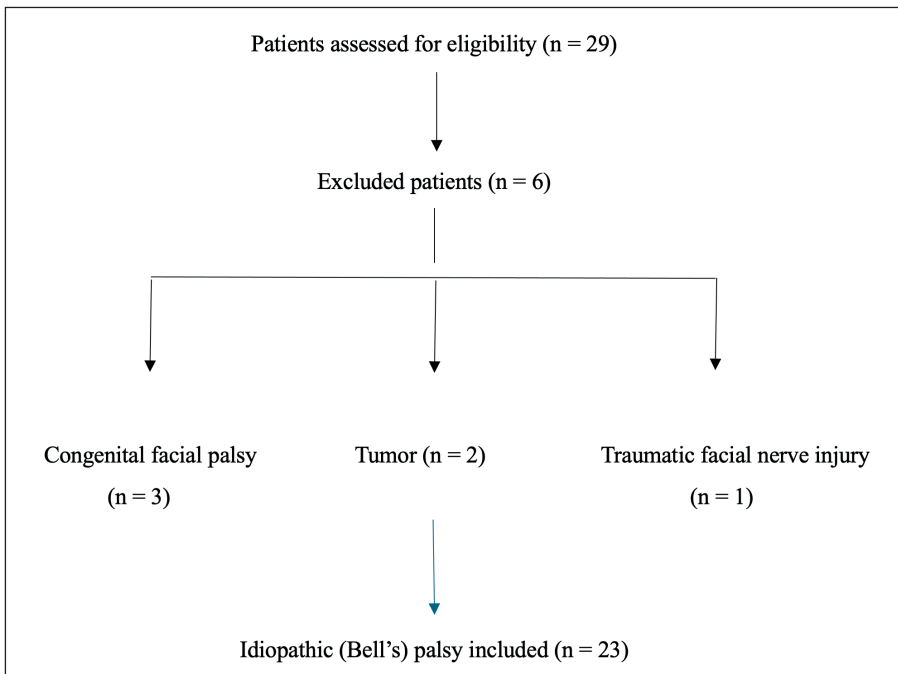 Patients assessed for eligibility (n = 29)
Excluded patients (n = 6)
Congenital facial palsy
(n = 3)
Tumor (n = 2)
Traumatic facial nerve injury
(n = 1)
Idiopathic (Bell’s) palsy included (n = 23)